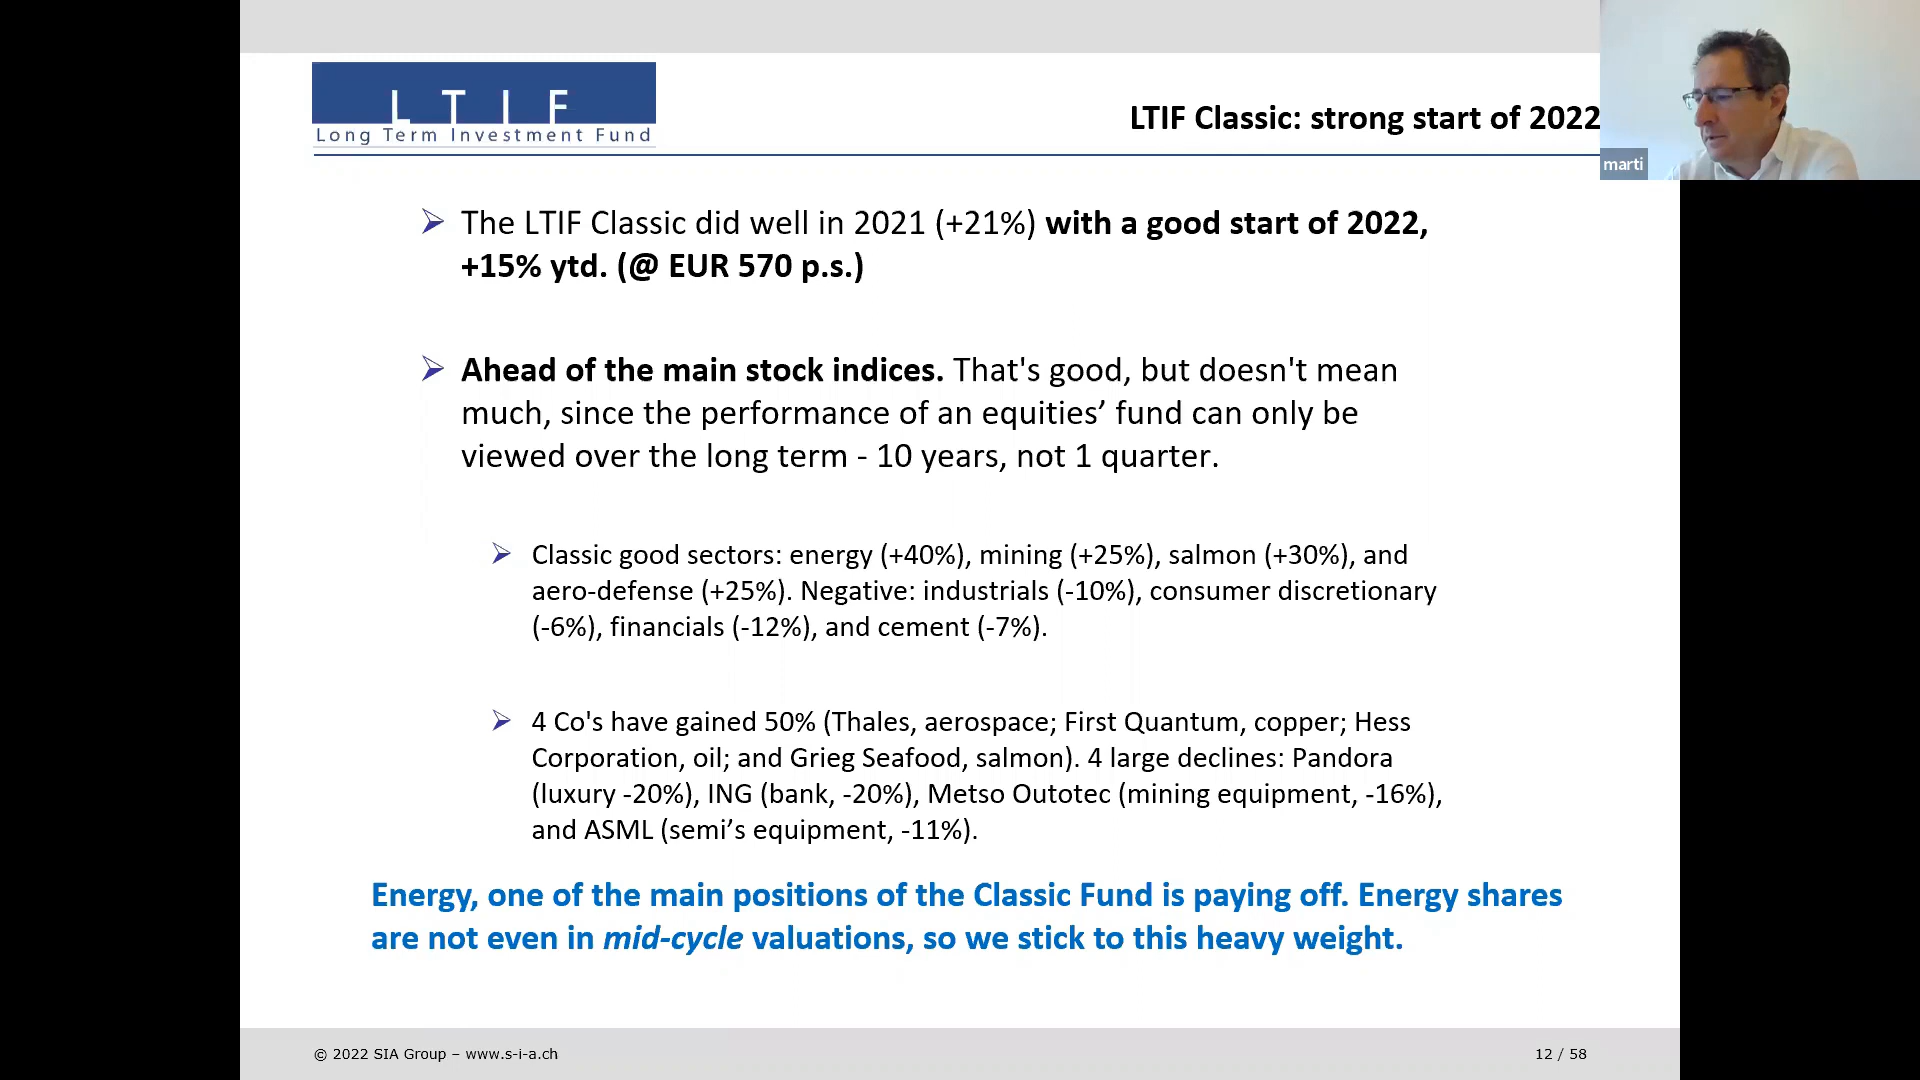 L T I F
Long Term Investment Fund
LTIF Classic: strong start of 2022
marti
➢ The LTIF Classic did well in 2021 (+21%) with a good start of 2022,
+15% ytd. (@ EUR 570 p.s.)
➢ Ahead of the main stock indices. That's good, but doesn't mean
much, since the performance of an equities’ fund can only be
viewed over the long term - 10 years, not 1 quarter.
➢ Classic good sectors: energy (+40%), mining (+25%), salmon (+30%), and
aero-defense (+25%). Negative: industrials (-10%), consumer discretionary
(-6%), financials (-12%), and cement (-7%).
➢ 4 Co's have gained 50% (Thales, aerospace; First Quantum, copper; Hess
Corporation, oil; and Grieg Seafood, salmon). 4 large declines: Pandora
(luxury -20%), ING (bank, -20%), Metso Outotec (mining equipment, -16%),
and ASML (semi’s equipment, -11%).
Energy, one of the main positions of the Classic Fund is paying off. Energy shares
are not even in mid-cycle valuations, so we stick to this heavy weight.
© 2022 SIA Group – www.s-i-a.ch
12 / 58